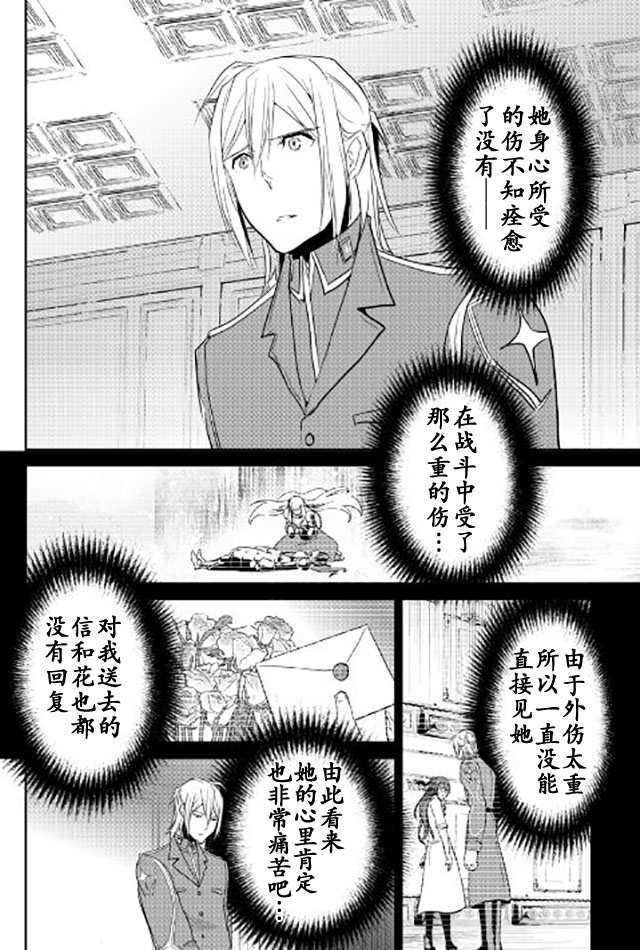 她身心所受
的伤不知痊愈
了没有——
在战斗中受了
那么重的伤…
由于外伤太重
所以一直没能
直接见她
对我送去的
信和花也都
没有回复
由此看来
她的心里肯定
也非常痛苦吧…